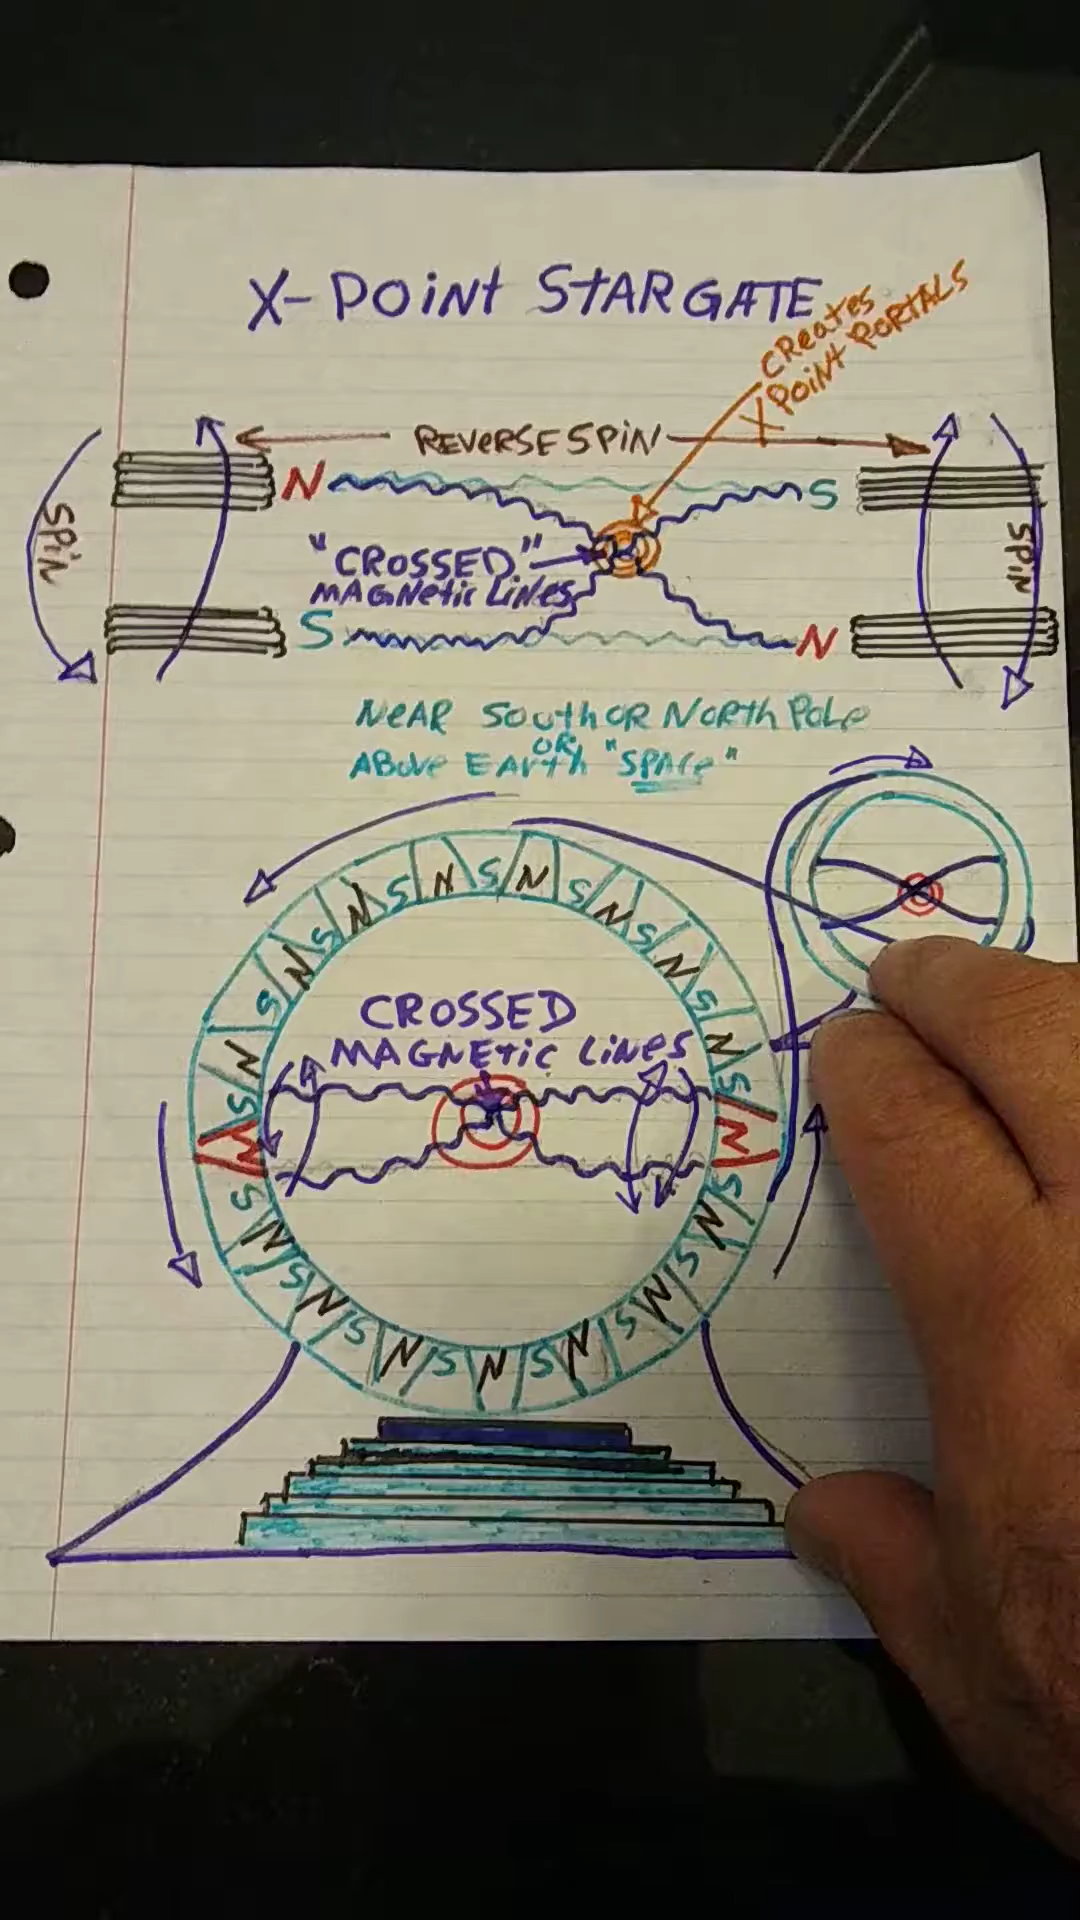 X-POINT STARGATE
CREATES
X POINT PORTALS
REVERSE SPIN
N S
SPIN SPIN
"CROSSED"
MAGNETIC LINES
S N
NEAR SOUTH OR NORTH POLE
OR
ABOVE EARTH "SPACE"
S N S N S N S N S N S N S N S N S N S N S N S N S N S N S N S N
CROSSED
MAGNETIC LINES